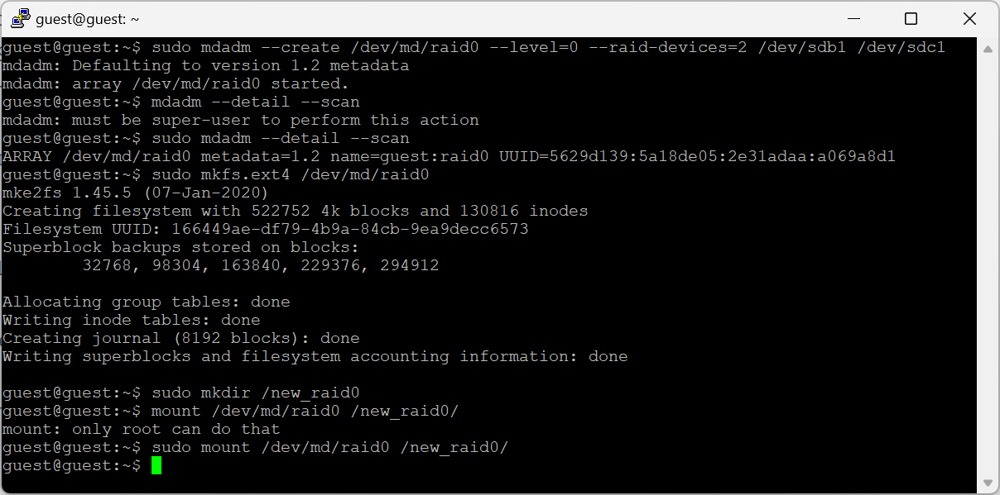 guest@guest: ~
guest@guest:~$ sudo mdadm --create /dev/md/raid0 --level=0 --raid-devices=2 /dev/sdb1 /dev/sdc1
mdadm: Defaulting to version 1.2 metadata
mdadm: array /dev/md/raid0 started.
guest@guest:~$ mdadm --detail --scan
mdadm: must be super-user to perform this action
guest@guest:~$ sudo mdadm --detail --scan
ARRAY /dev/md/raid0 metadata=1.2 name=guest:raid0 UUID=5629d139:5a18de05:2e31adaa:a069a8d1
guest@guest:~$ sudo mkfs.ext4 /dev/md/raid0
mke2fs 1.45.5 (07-Jan-2020)
Creating filesystem with 522752 4k blocks and 130816 inodes
Filesystem UUID: 166449ae-df79-4b9a-84cb-9ea9decc6573
Superblock backups stored on blocks:
        32768, 98304, 163840, 229376, 294912
Allocating group tables: done
Writing inode tables: done
Creating journal (8192 blocks): done
Writing superblocks and filesystem accounting information: done
guest@guest:~$ sudo mkdir /new_raid0
guest@guest:~$ mount /dev/md/raid0 /new_raid0/
mount: only root can do that
guest@guest:~$ sudo mount /dev/md/raid0 /new_raid0/
guest@guest:~$